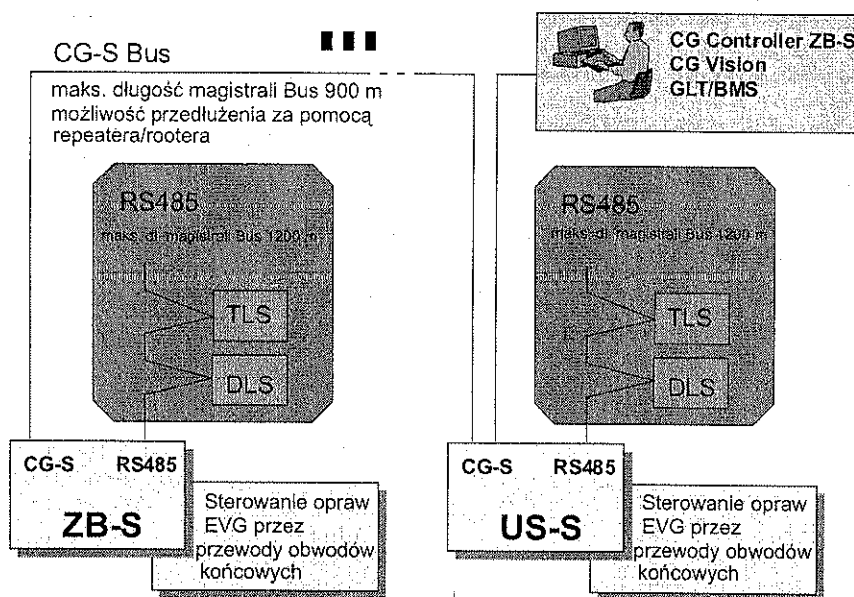 CG-S Bus
maks. długość magistrali Bus 900 m
możliwość przedłużenia za pomocą
repeatera/rootera
CG Controller ZB-S
CG Vision
GLT/BMS
RS485
maks. dł. magistrali Bus 1200 m
TLS
DLS
RS485
maks. dł. magistrali Bus 1200 m
TLS
DLS
CG-S RS485
ZB-S
Sterowanie opraw
EVG przez
przewody obwodów
końcowych
CG-S RS485
US-S
Sterowanie opraw
EVG przez
przewody obwodów
końcowych